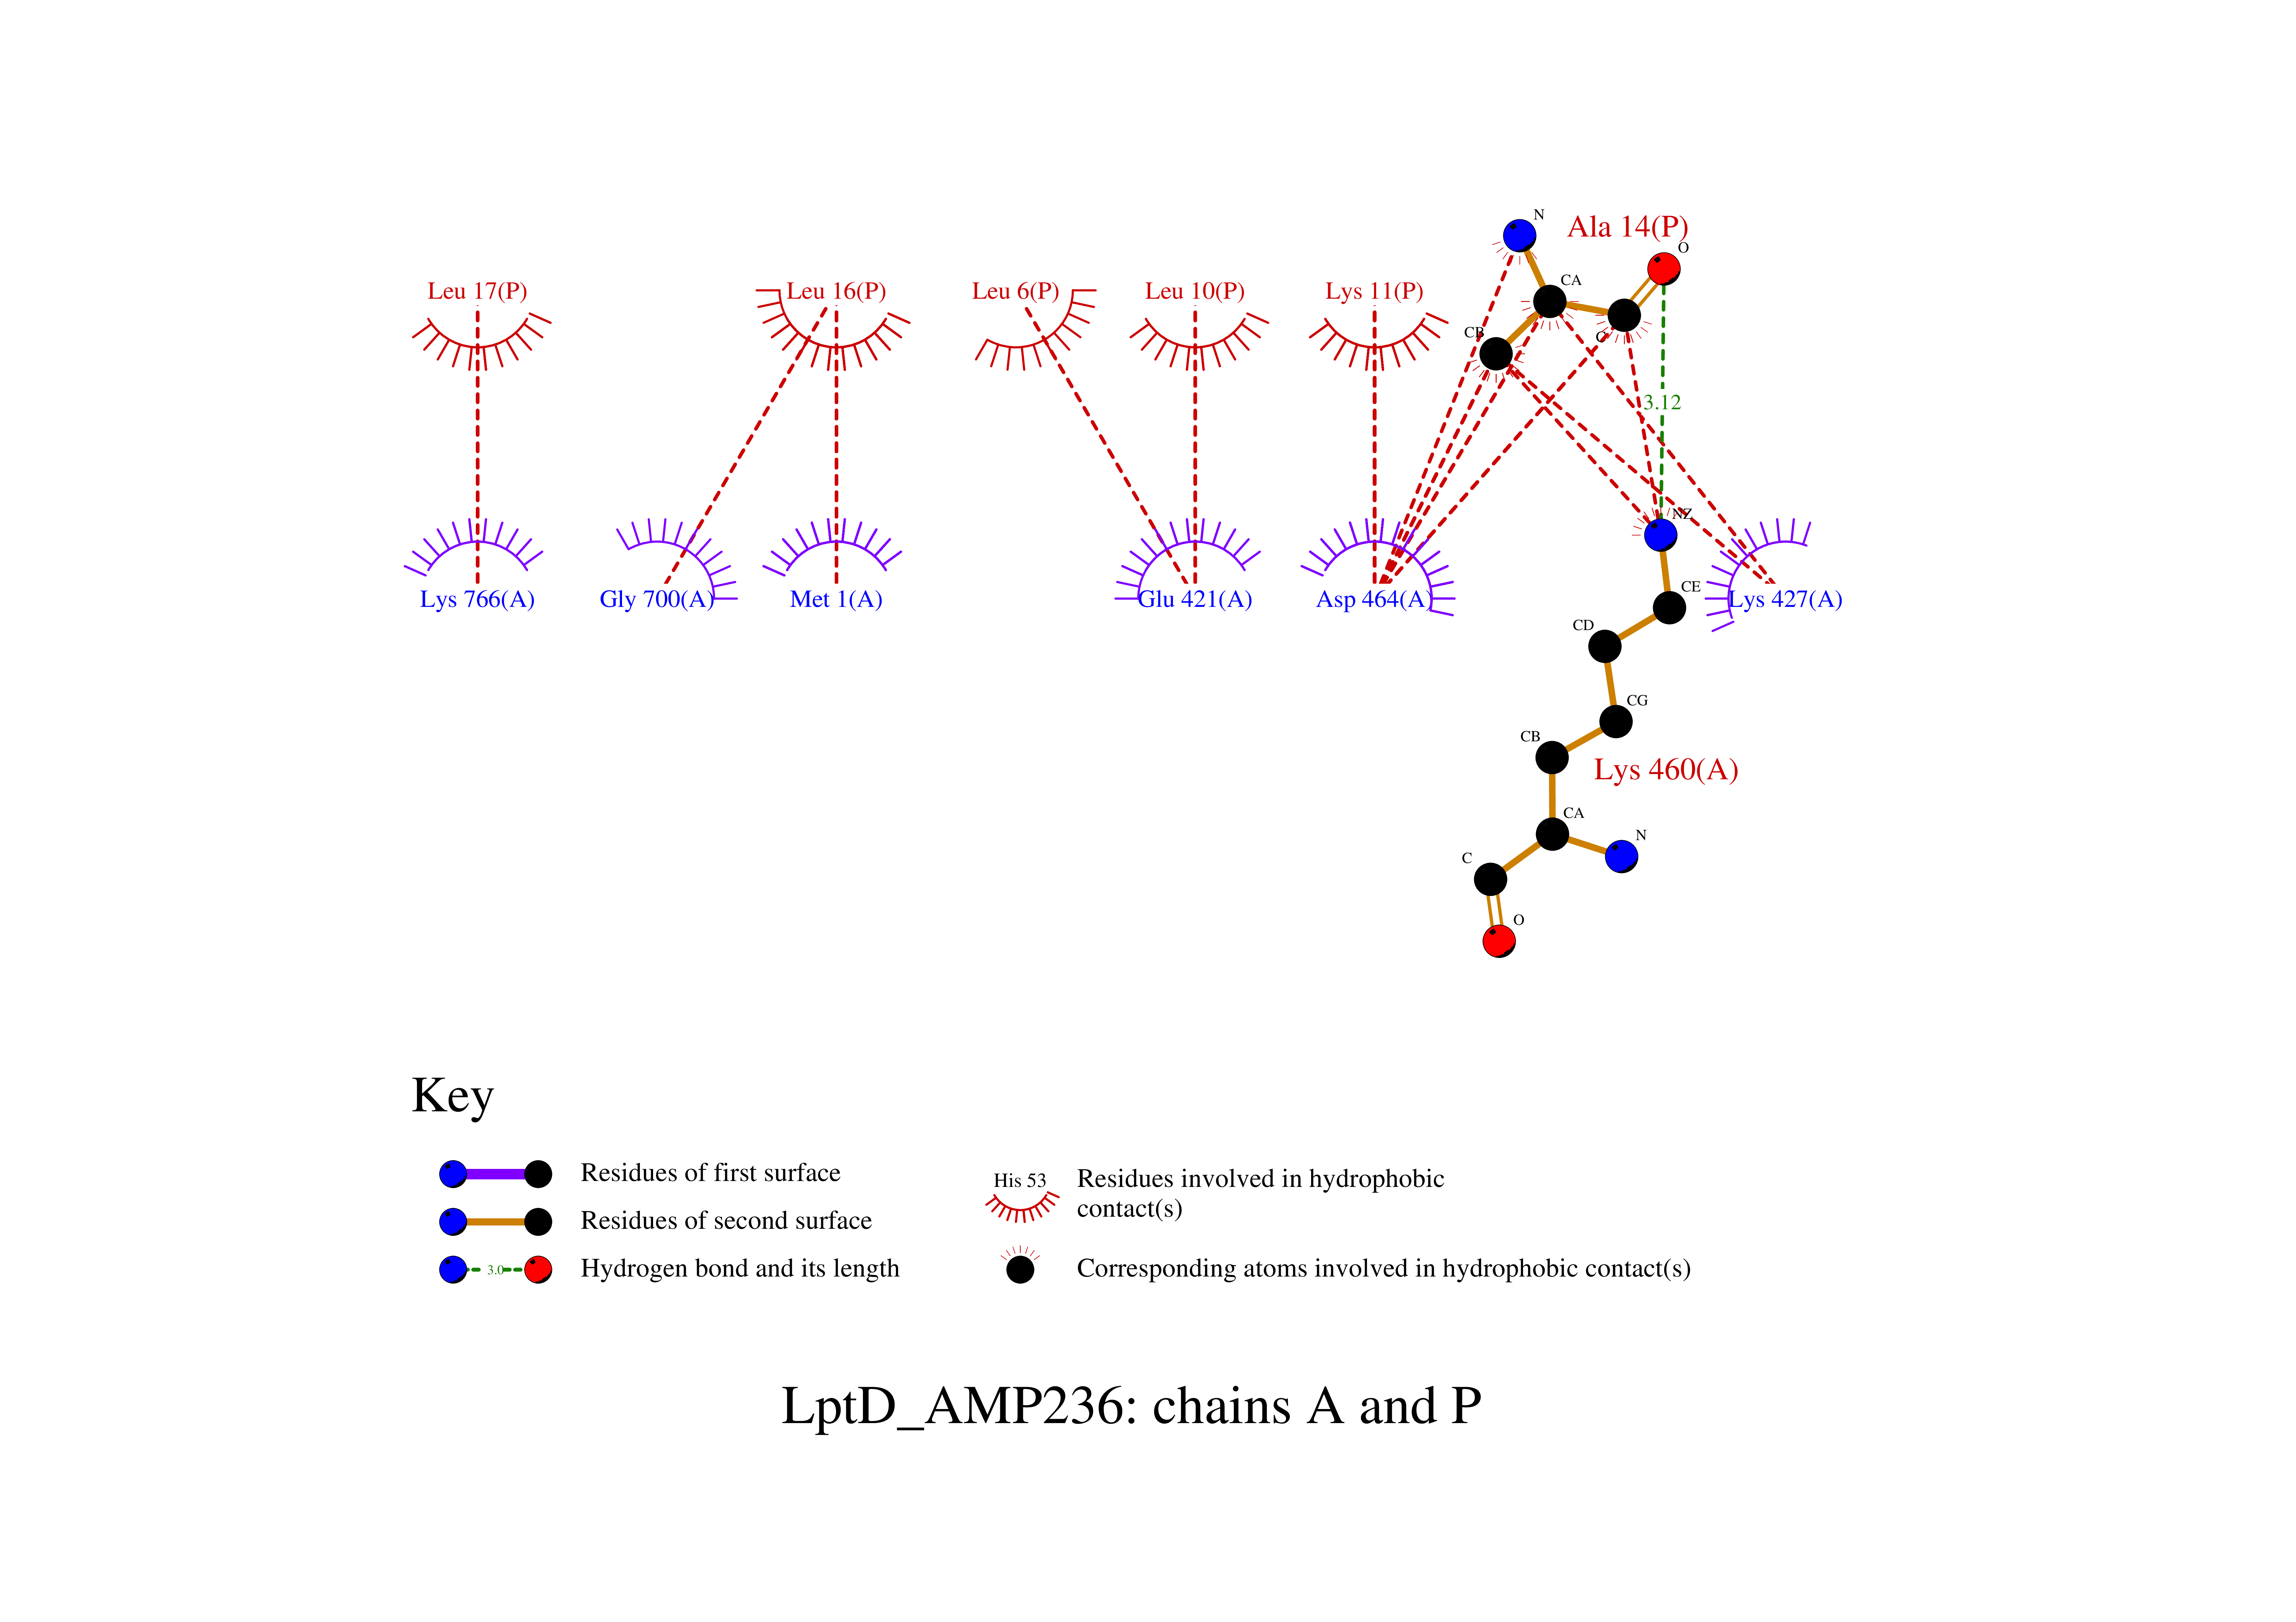 N
Ala 14(P)
O
CA
Leu 17(P)
Leu 16(P)
Leu 6(P)
Leu 10(P)
Lys 11(P)
CB
C
3.12
NZ
CE
Lys 766(A)
Gly 700(A)
Met 1(A)
Glu 421(A)
Asp 464(A)
Lys 427(A)
CD
CG
CB
Lys 460(A)
CA
N
C
O
Key
Residues of first surface
Residues of second surface
3.0
Hydrogen bond and its length
His 53
Residues involved in hydrophobic
contact(s)
Corresponding atoms involved in hydrophobic contact(s)
LptD_AMP236: chains A and P